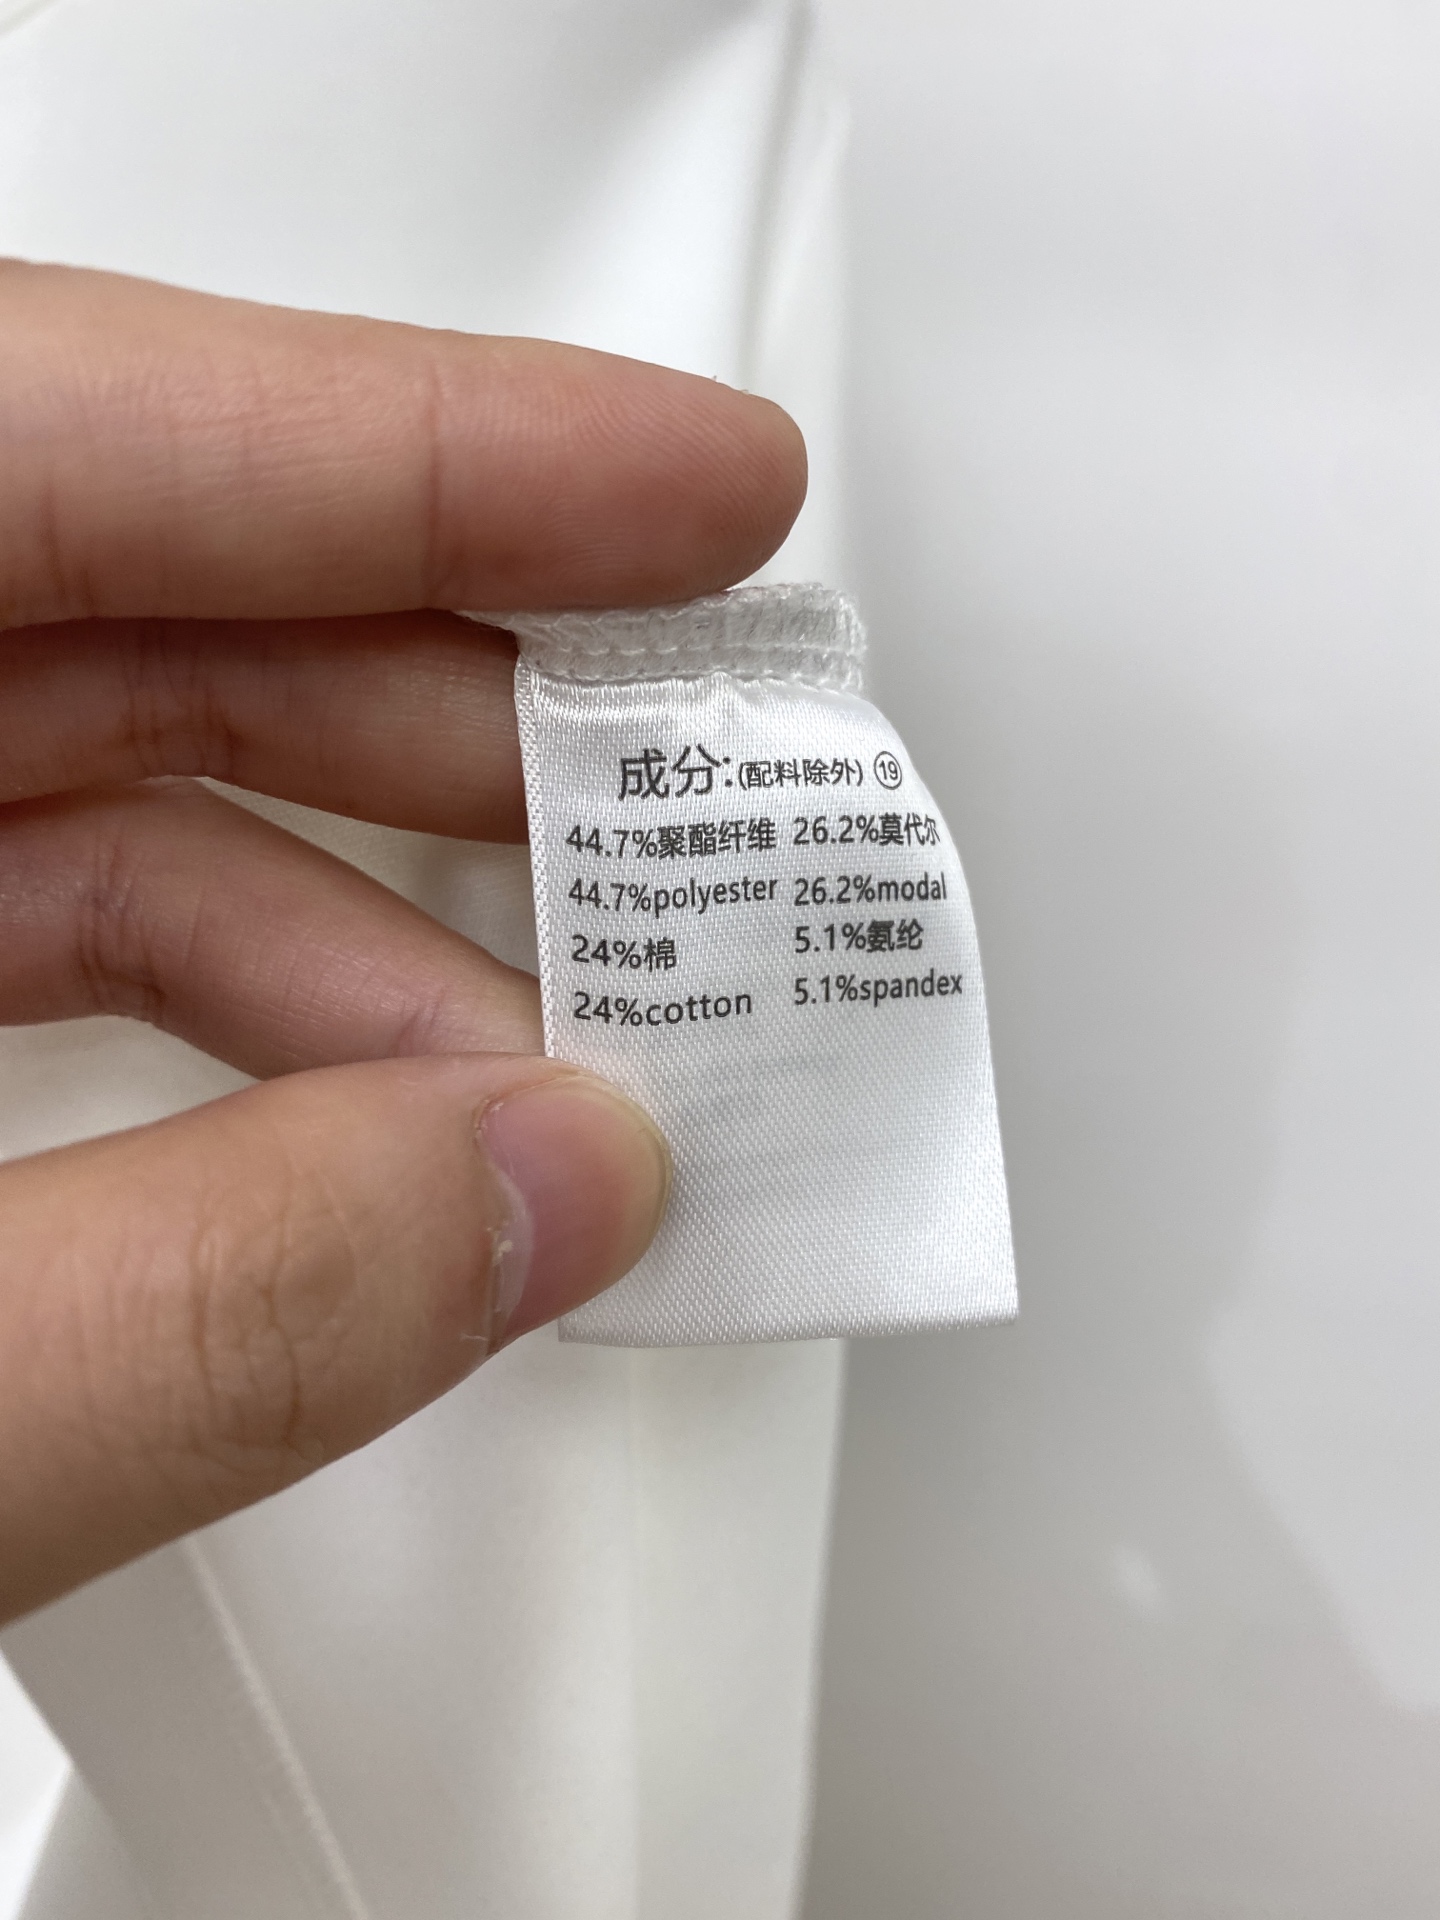 成分:(配料除外) ⑲
44.7%聚酯纤维 26.2%莫代尔
44.7%polyester 26.2%modal
24%棉 5.1%氨纶
24%cotton 5.1%spandex